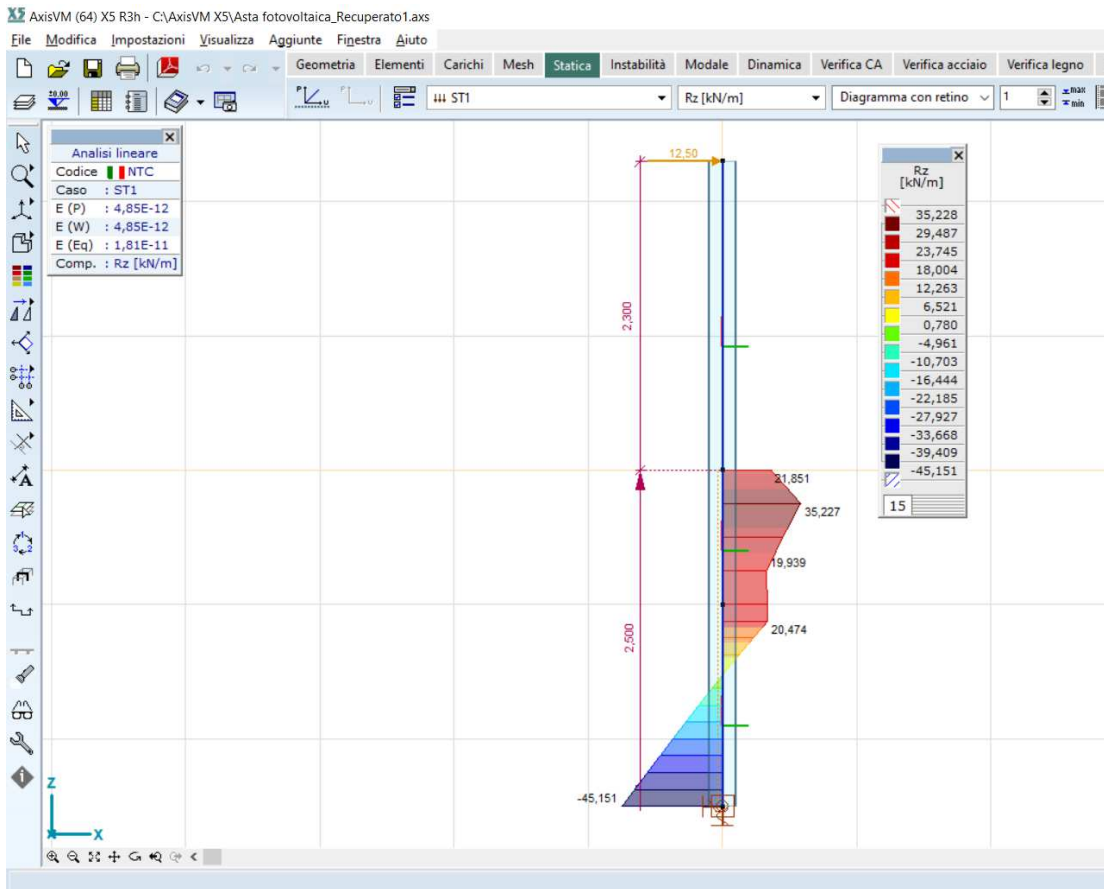 X5 AxisVM (64) X5 R3h - C:\AxisVM X5\Asta fotovoltaica_Recuperato1.axs
File Modifica Impostazioni Visualizza Aggiunte Finestra Aiuto
Geometria Elementi Carichi Mesh Statica Instabilità Modale Dinamica Verifica CA Verifica acciaio Verifica legno
ST1 Rz [kN/m] Diagramma con retino 1 max
min
Analisi lineare
Codice NTC
Caso : ST1
E (P) : 4,85E-12
E (W) : 4,85E-12
E (Eq) : 1,81E-11
Comp. : Rz [kN/m]
12,50
2,300
2,500
21,851
35,227
19,939
20,474
-45,151
Rz
[kN/m]
35,228
29,487
23,745
18,004
12,263
6,521
0,780
-4,961
-10,703
-16,444
-22,185
-27,927
-33,668
-39,409
-45,151
15
Z
X